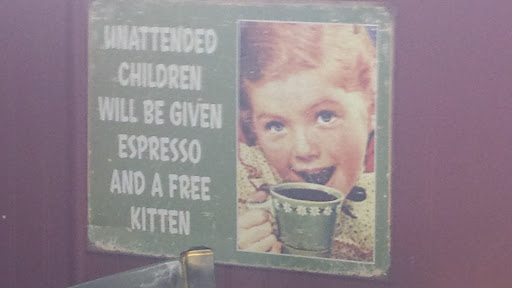 UNATTENDED
CHILDREN
WILL BE GIVEN
ESPRESSO
AND A FREE
KITTEN